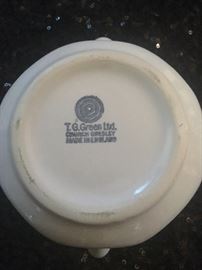 T.G.Green Ltd.
CHURCH GRESLEY
MADE IN ENGLAND